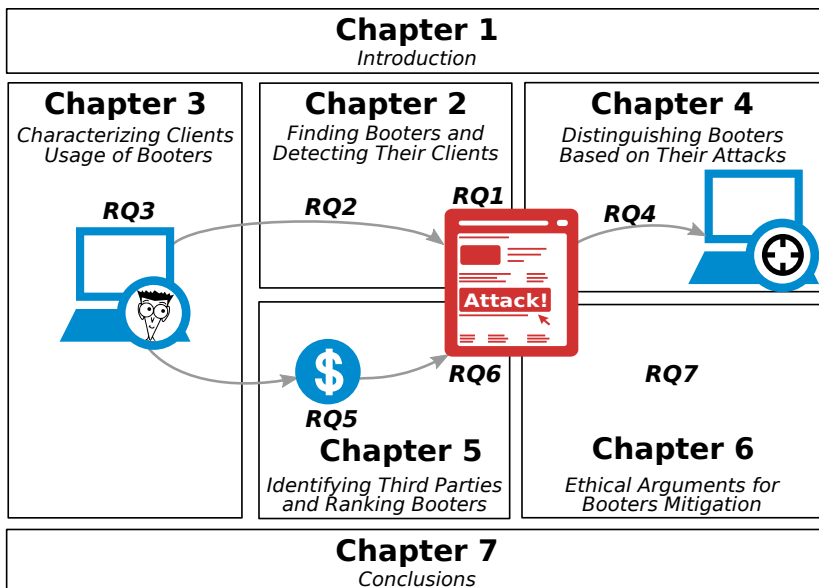 Chapter 1
Introduction
Chapter 3
Characterizing Clients
Usage of Booters
RQ3
Chapter 2
Finding Booters and
Detecting Their Clients
RQ2
RQ1
Chapter 4
Distinguishing Booters
Based on Their Attacks
RQ4
Attack!
$
RQ5
RQ6
Chapter 5
Identifying Third Parties
and Ranking Booters
RQ7
Chapter 6
Ethical Arguments for
Booters Mitigation
Chapter 7
Conclusions